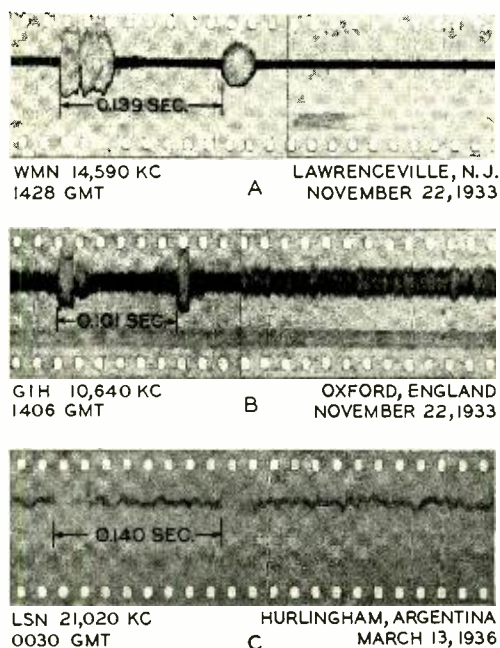 0.139 SEC.
WMN 14,590 KC LAWRENCEVILLE, N.J.
1428 GMT A NOVEMBER 22, 1933
0.101 SEC.
GIH 10,640 KC OXFORD, ENGLAND
1406 GMT B NOVEMBER 22, 1933
0.140 SEC.
LSN 21,020 KC HURLINGHAM, ARGENTINA
0030 GMT C MARCH 13, 1936